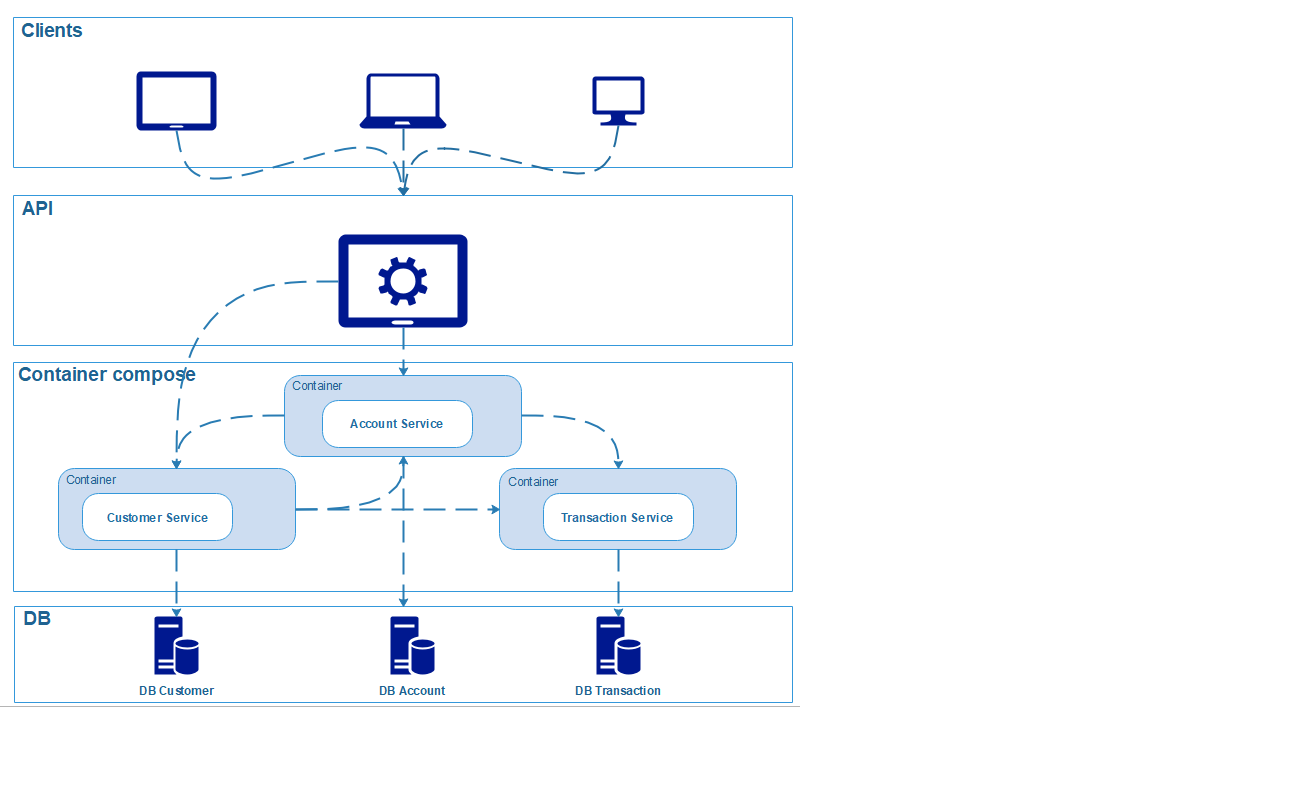 Clients
API
Container compose
Container
Account Service
Container
Customer Service
Container
Transaction Service
DB
DB Customer
DB Account
DB Transaction